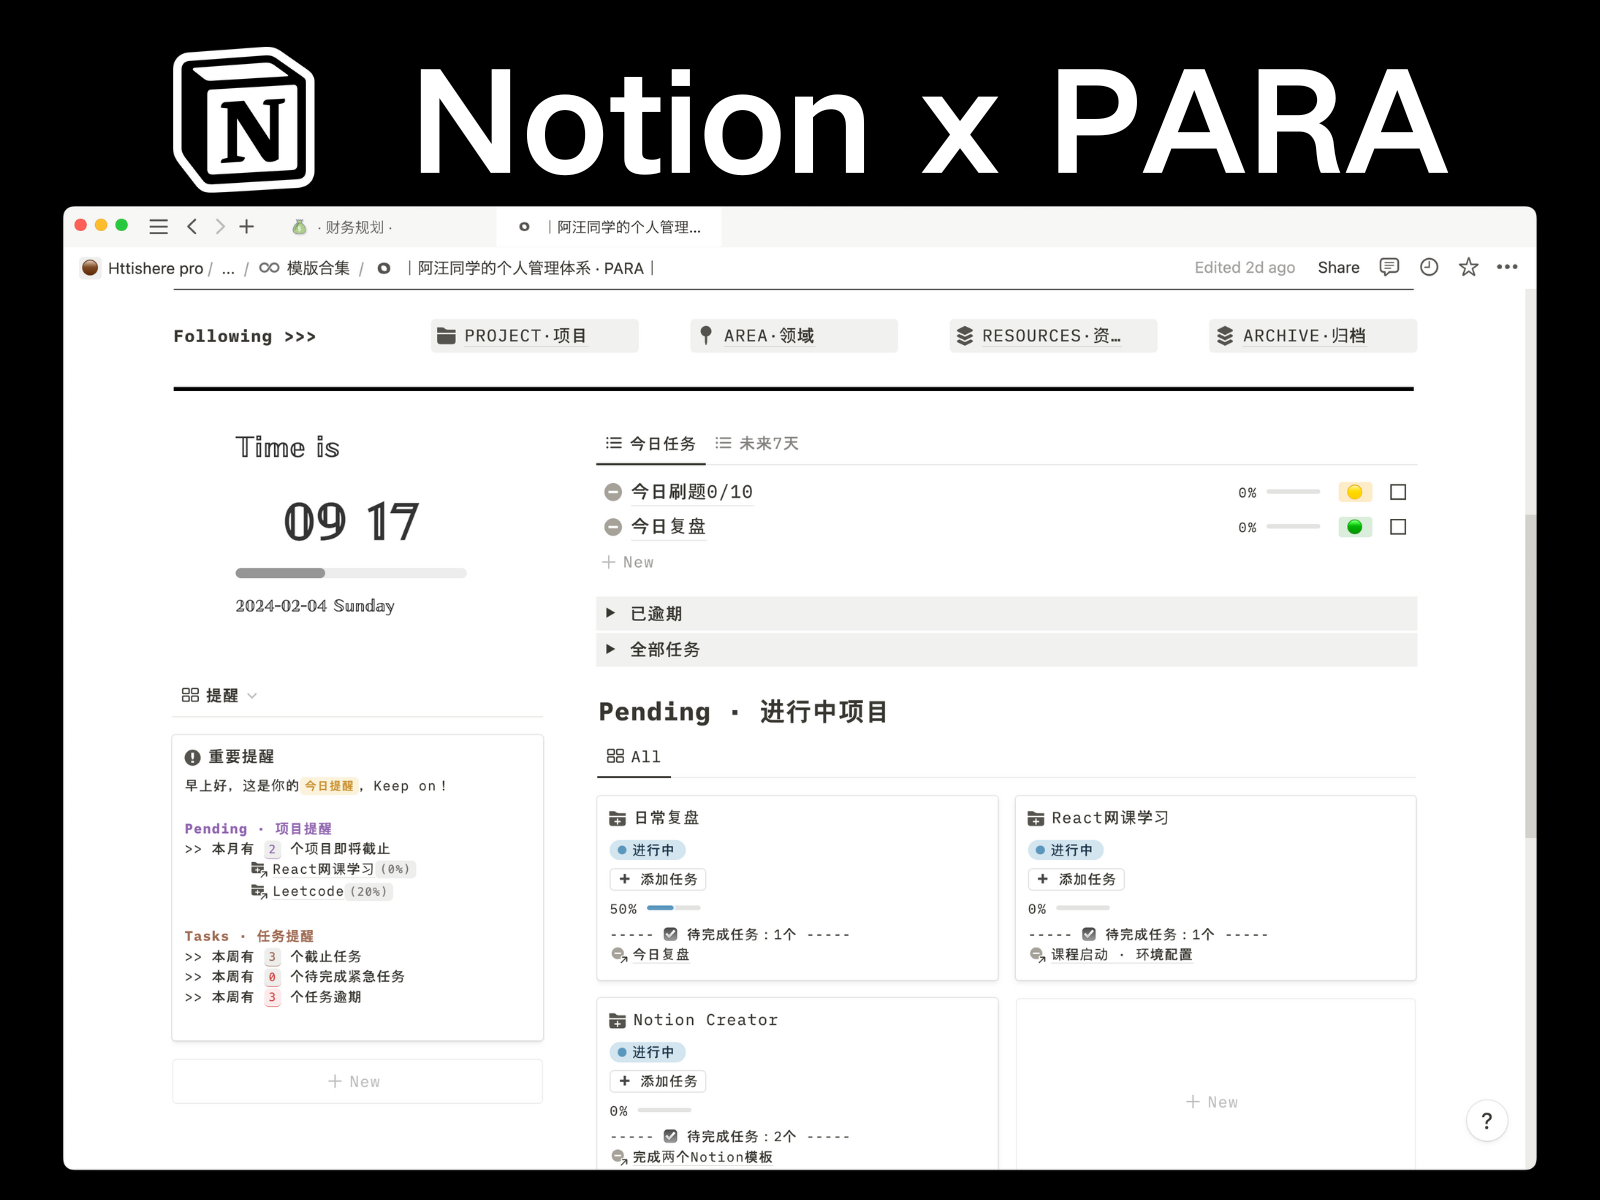 N Notion x PARA
· 财务规划 ·
｜阿汪同学的个人管理...
Httishere pro / ... / 模版合集 / ｜阿汪同学的个人管理体系 · PARA｜
Edited 2d ago Share
Following >>>
PROJECT·项目
AREA·领域
RESOURCES·资…
ARCHIVE·归档
Time is
09 17
2024-02-04 Sunday
提醒
重要提醒
早上好，这是你的 今日提醒 ，Keep on！
Pending · 项目提醒
>> 本月有 2 个项目即将截止
React网课学习 (0%)
Leetcode (20%)
Tasks · 任务提醒
>> 本周有 3 个截止任务
>> 本周有 0 个待完成紧急任务
>> 本周有 3 个任务逾期
+ New
今日任务 未来7天
今日刷题0/10 0%
今日复盘 0%
+ New
已逾期
全部任务
Pending · 进行中项目
All
日常复盘
进行中
+ 添加任务
50%
----- 待完成任务：1个 -----
今日复盘
React网课学习
进行中
+ 添加任务
0%
----- 待完成任务：1个 -----
课程启动 · 环境配置
Notion Creator
进行中
+ 添加任务
0%
----- 待完成任务：2个 -----
完成两个Notion模板
+ New
?